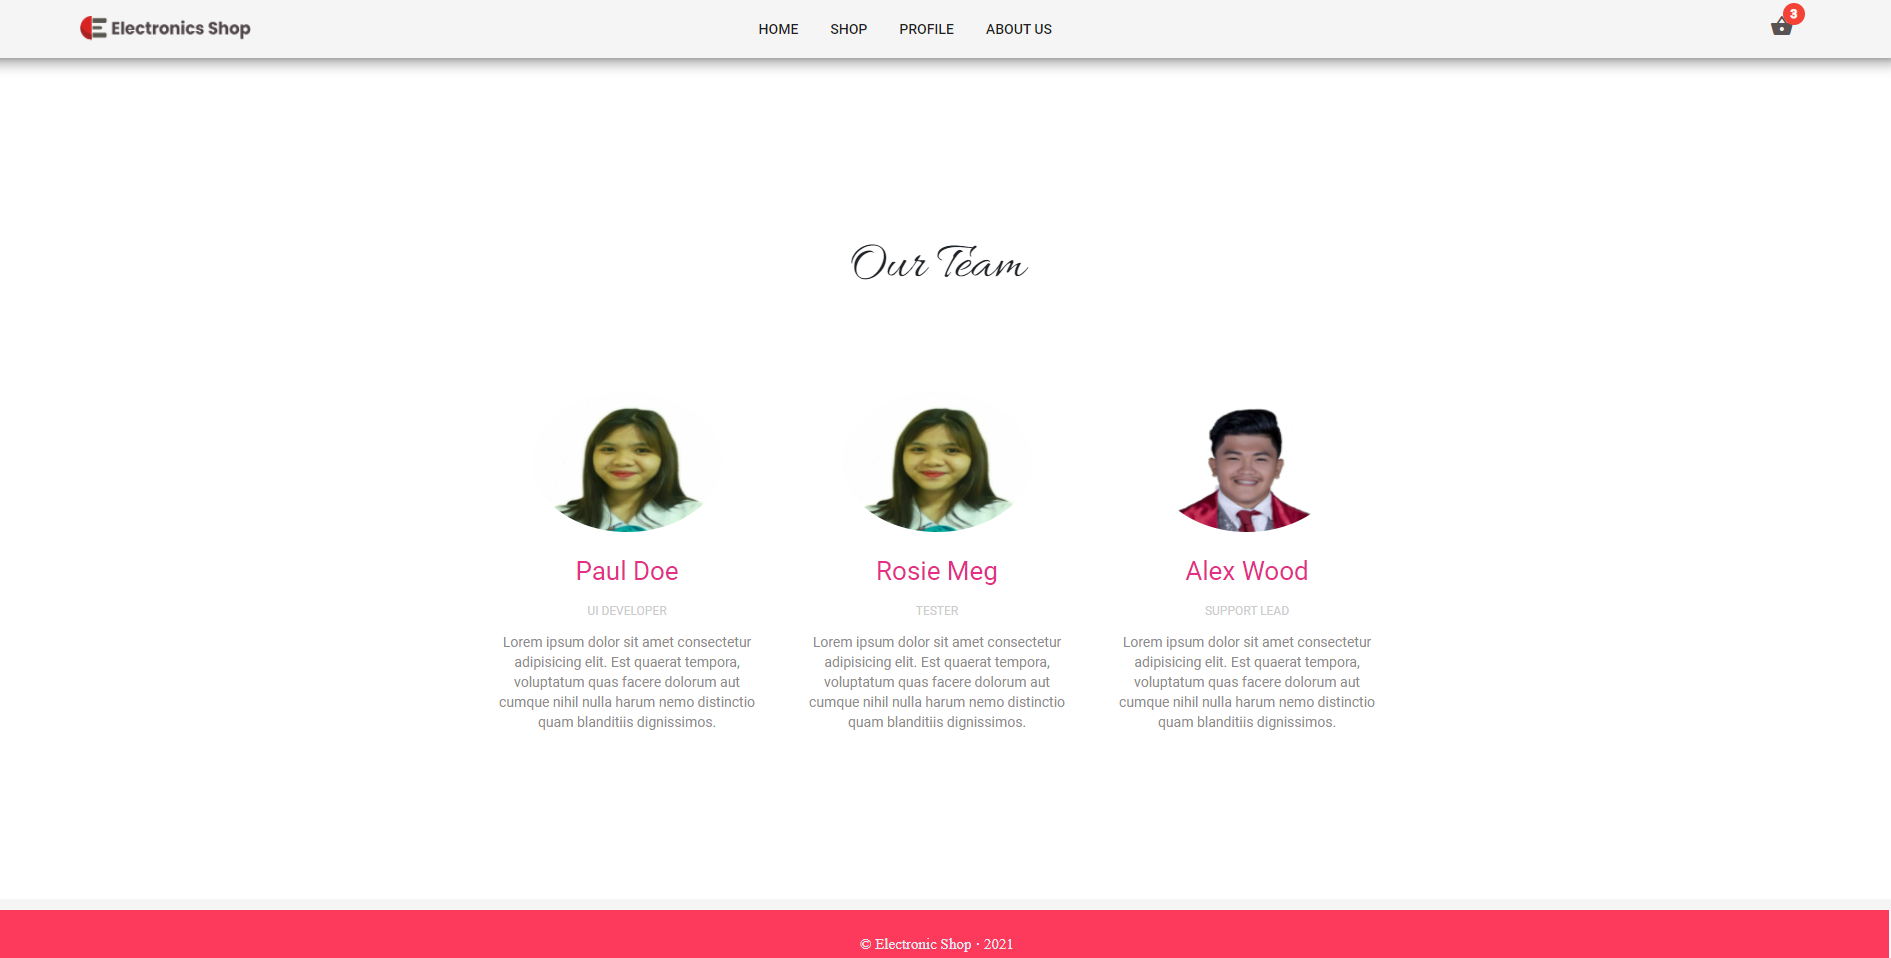 Electronics Shop
HOME SHOP PROFILE ABOUT US
3
Our Team
Paul Doe
UI DEVELOPER
Lorem ipsum dolor sit amet consectetur
adipisicing elit. Est quaerat tempora,
voluptatum quas facere dolorum aut
cumque nihil nulla harum nemo distinctio
quam blanditiis dignissimos.
Rosie Meg
TESTER
Lorem ipsum dolor sit amet consectetur
adipisicing elit. Est quaerat tempora,
voluptatum quas facere dolorum aut
cumque nihil nulla harum nemo distinctio
quam blanditiis dignissimos.
Alex Wood
SUPPORT LEAD
Lorem ipsum dolor sit amet consectetur
adipisicing elit. Est quaerat tempora,
voluptatum quas facere dolorum aut
cumque nihil nulla harum nemo distinctio
quam blanditiis dignissimos.
© Electronic Shop · 2021